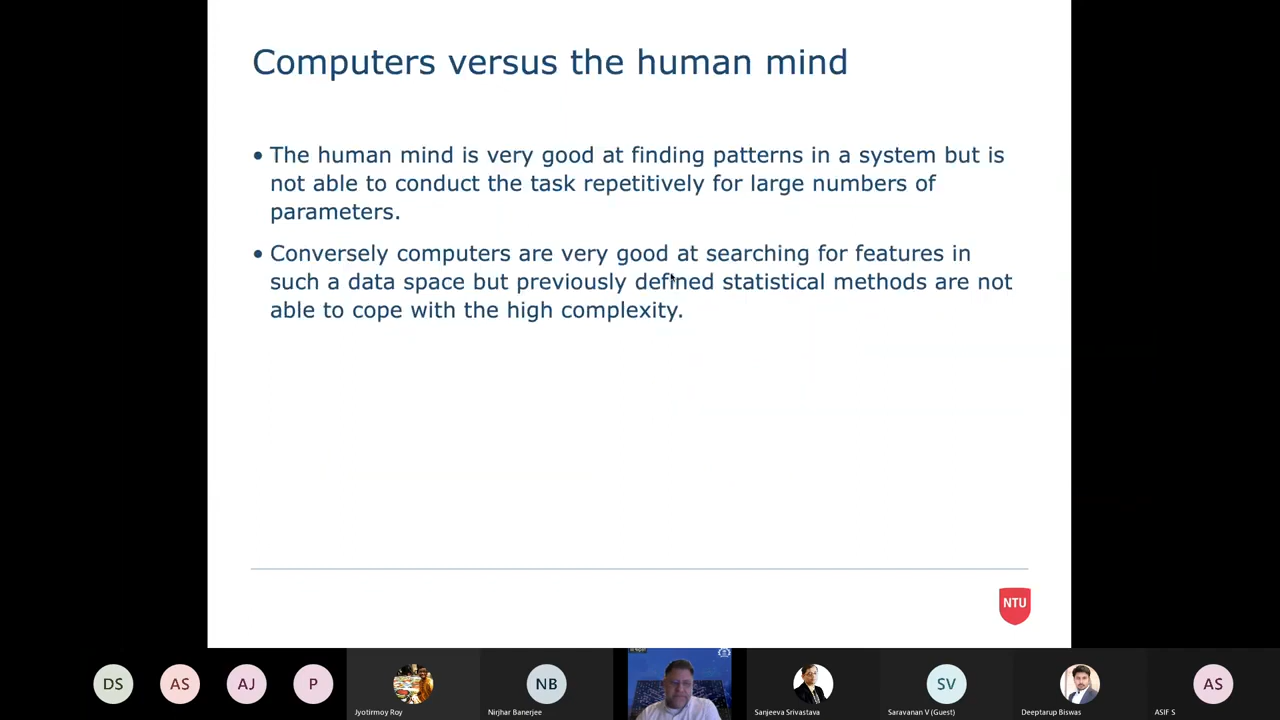 Computers versus the human mind
• The human mind is very good at finding patterns in a system but is
not able to conduct the task repetitively for large numbers of
parameters.
• Conversely computers are very good at searching for features in
such a data space but previously defined statistical methods are not
able to cope with the high complexity.
NTU
DS
AS
AJ
P
Jyotirmoy Roy
NB
Nirjhar Banerjee
Sanjeeva Srivastava
SV
Saravanan V (Guest)
Deeptarup Biswas
AS
ASIF S